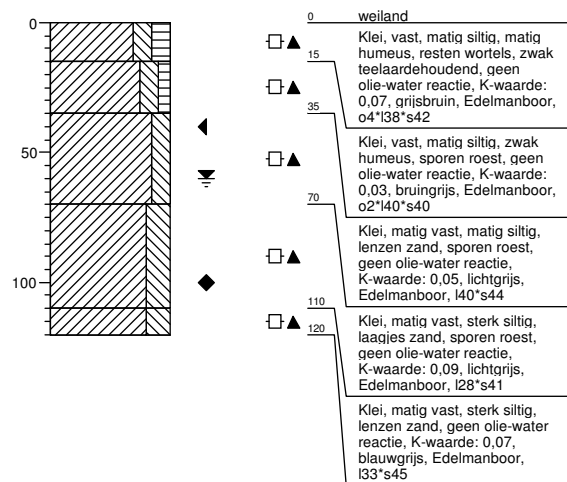 0
50
100
0
weiland
Klei, vast, matig siltig, matig
humeus, resten wortels, zwak
teelaardehoudend, geen
olie-water reactie, K-waarde:
0,07, grijsbruin, Edelmanboor,
o4*l38*s42
15
Klei, vast, matig siltig, zwak
humeus, sporen roest, geen
olie-water reactie, K-waarde:
0,03, bruingrijs, Edelmanboor,
o2*l40*s40
35
Klei, matig vast, matig siltig,
lenzen zand, sporen roest,
geen olie-water reactie,
K-waarde: 0,05, lichtgrijs,
Edelmanboor, l40*s44
70
Klei, matig vast, sterk siltig,
laagjes zand, sporen roest,
geen olie-water reactie,
K-waarde: 0,09, lichtgrijs,
Edelmanboor, l28*s41
110
Klei, matig vast, sterk siltig,
lenzen zand, geen olie-water
reactie, K-waarde: 0,07,
blauwgrijs, Edelmanboor,
l33*s45
120